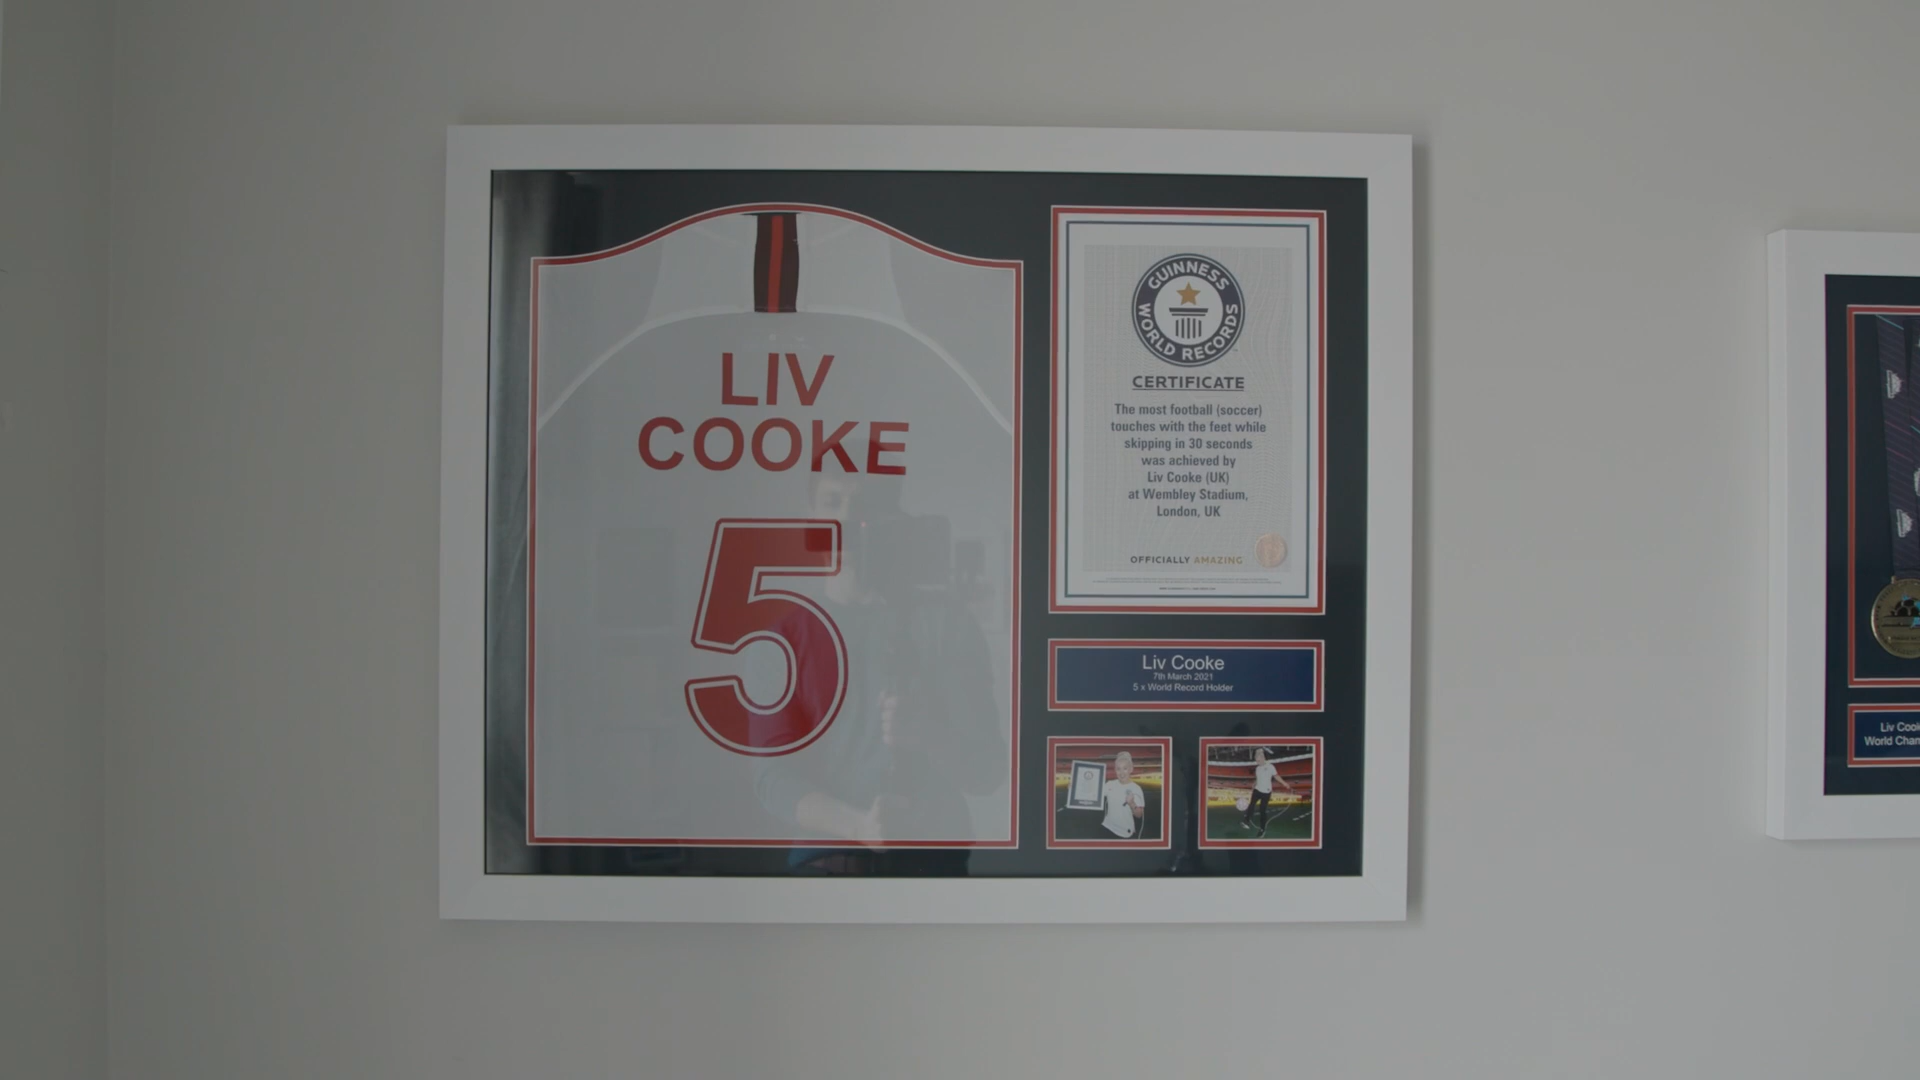 LIV
COOKE
5
GUINNESS
WORLD RECORDS
CERTIFICATE
The most football (soccer)
touches with the feet while
skipping in 30 seconds
was achieved by
Liv Cooke (UK)
at Wembley Stadium,
London, UK
OFFICIALLY AMAZING
Liv Cooke
7th March 2021
5 x World Record Holder
Liv
World